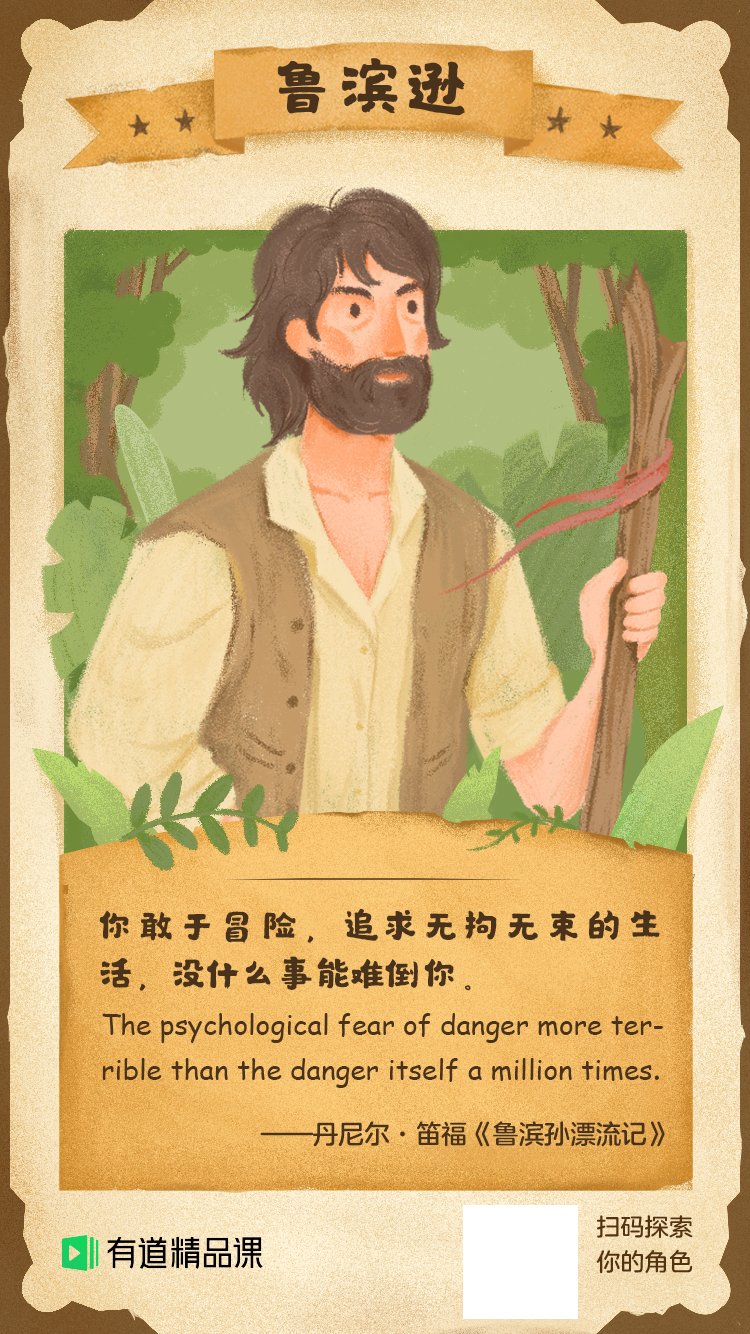 鲁滨逊
你敢于冒险，追求无拘无束的生
活，没什么事能难倒你。
The psychological fear of danger more ter-
rible than the danger itself a million times.
——丹尼尔·笛福《鲁滨孙漂流记》
有道精品课
扫码探索
你的角色